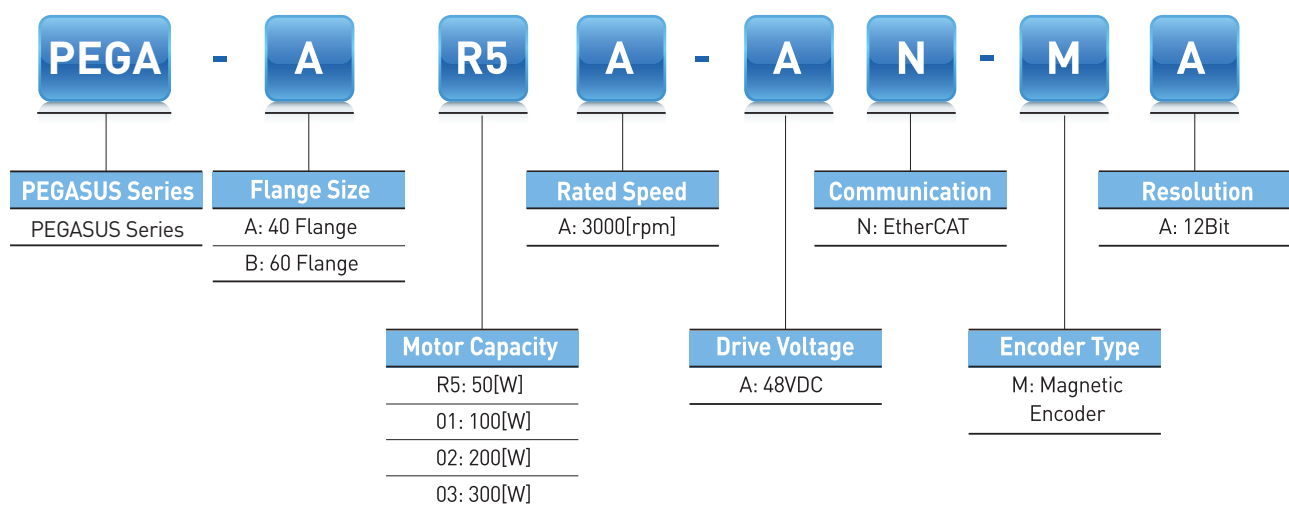 PEGA - A R5 A - A N - M A
PEGASUS Series
PEGASUS Series
Flange Size
A: 40 Flange
B: 60 Flange
Motor Capacity
R5: 50[W]
01: 100[W]
02: 200[W]
03: 300[W]
Rated Speed
A: 3000[rpm]
Drive Voltage
A: 48VDC
Communication
N: EtherCAT
Encoder Type
M: Magnetic
Encoder
Resolution
A: 12Bit